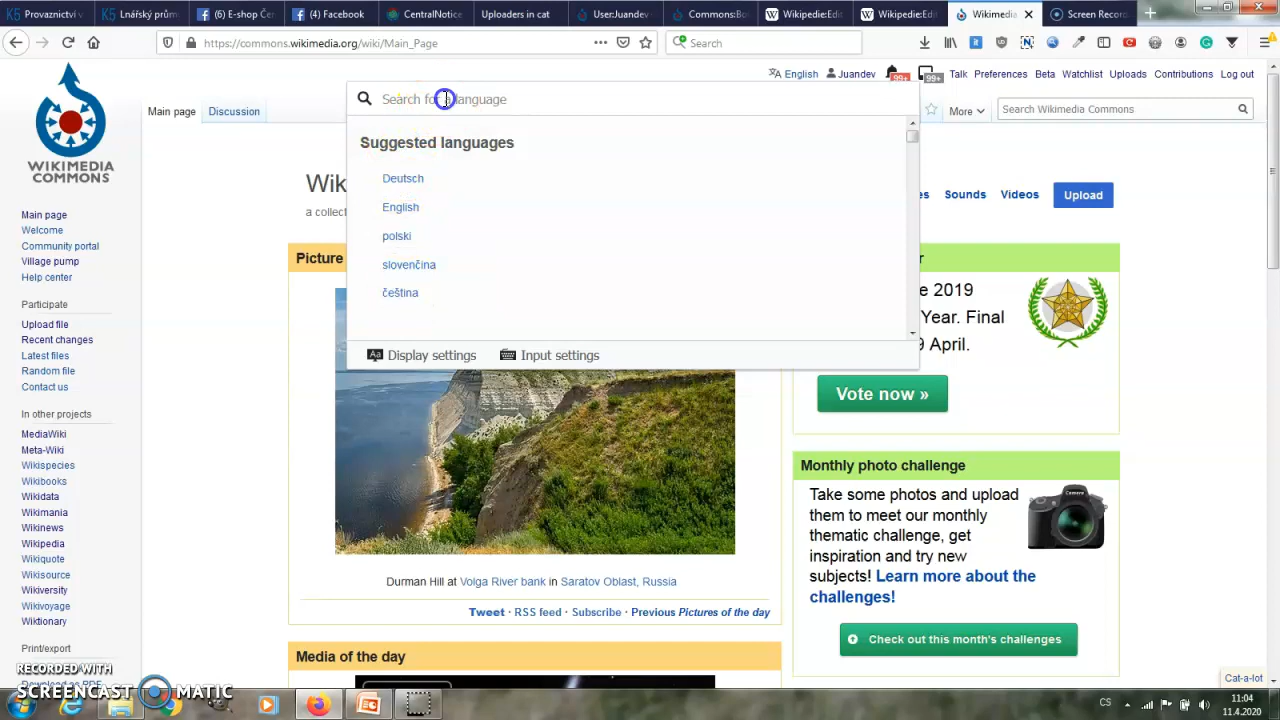 Provaznictví v
Lnářský průmy
(4) E-shop Če
(4) Facebook
CentralNotice
Uploaders in cat
User:Juandev
Commons:Bo
Wikipedie:Edit
Wikipedie:Edit
Wikimedia
Screen Record
https://commons.wikimedia.org/wiki/Main_Page
Search
English
Juandev
99+
99+
Talk
Preferences
Beta
Watchlist
Uploads
Contributions
Log out
WIKIMEDIA
COMMONS
Main page
Discussion
More
Search Wikimedia Commons
Search for a language
Suggested languages
Deutsch
English
polski
slovenčina
čeština
Display settings
Input settings
Wik
a collect
es
Sounds
Videos
Upload
Main page
Welcome
Community portal
Village pump
Help center
Participate
Upload file
Recent changes
Latest files
Random file
Contact us
In other projects
MediaWiki
Meta-Wiki
Wikispecies
Wikibooks
Wikidata
Wikimania
Wikinews
Wikipedia
Wikiquote
Wikisource
Wikiversity
Wikivoyage
Wiktionary
Print/export
Download as PDF
Picture
Durman Hill at Volga River bank in Saratov Oblast, Russia
Tweet · RSS feed · Subscribe · Previous Pictures of the day
Media of the day
r
e 2019
Year. Final
9 April.
Vote now »
Monthly photo challenge
Take some photos and upload
them to meet our monthly
thematic challenge, get
inspiration and try new
subjects! Learn more about the
challenges!
Check out this month's challenges
Cat-a-lot
RECORDED WITH
SCREENCAST MATIC
CS
11:04
11.4.2020